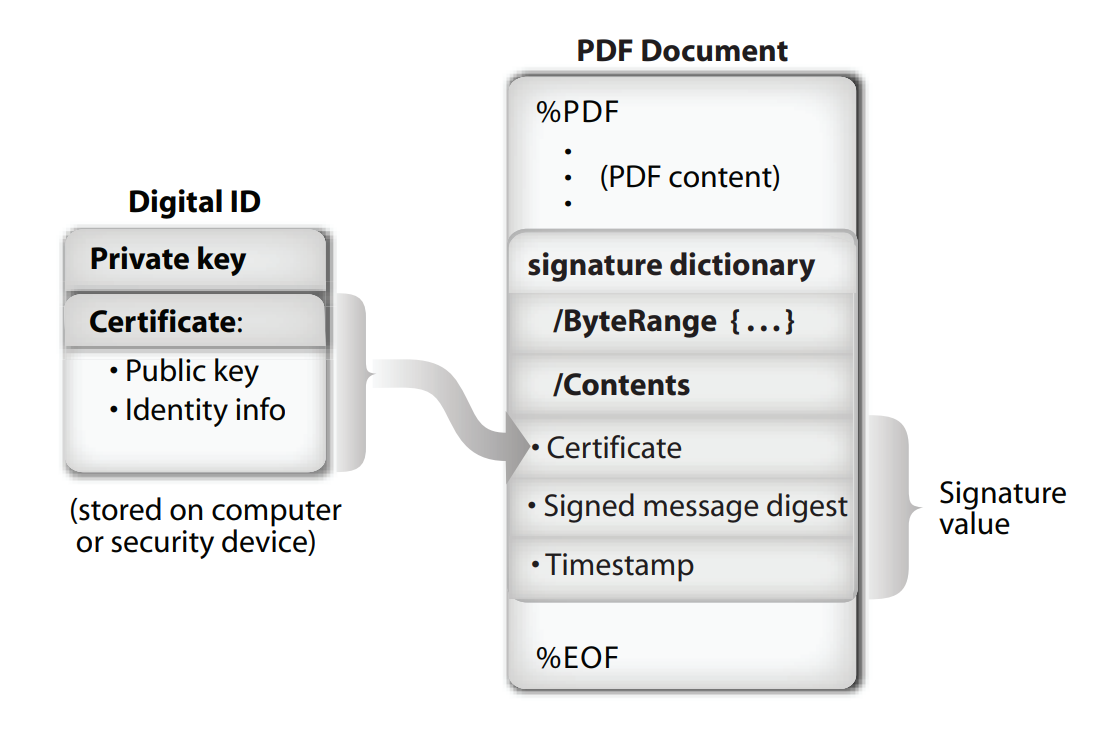 PDF Document
%PDF
• (PDF content)
Digital ID
Private key
Certificate:
• Public key
• Identity info
(stored on computer
or security device)
signature dictionary
/ByteRange {...}
/Contents
• Certificate
• Signed message digest
• Timestamp
Signature
value
%EOF